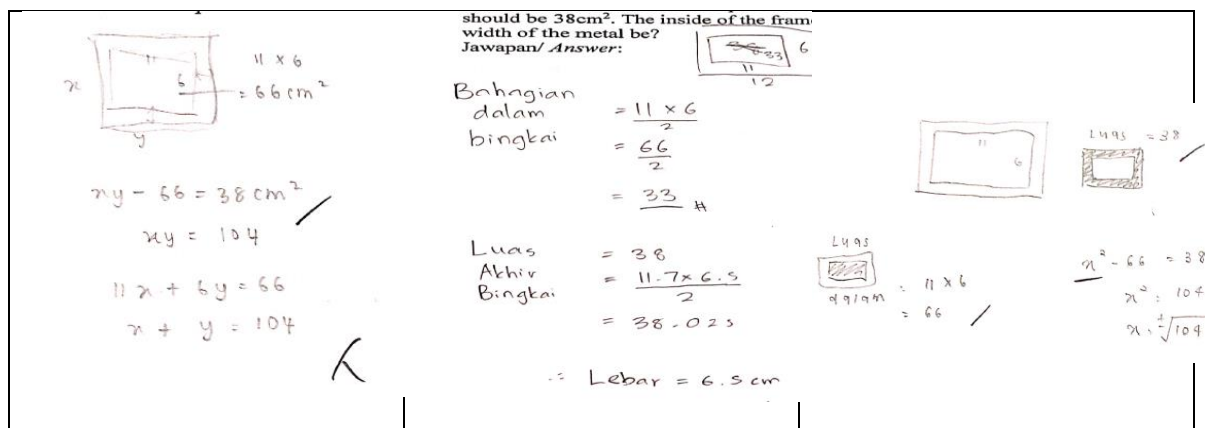 x
11
6
y
11 × 6
= 66 cm²
xy − 66 = 38 cm²
xy = 104
11x + 6y = 66
x + y = 104
should be 38cm². The inside of the fram
width of the metal be?
Jawapan/ Answer:
33
6
11
12
Bahagian
dalam = 11 × 6 / 2
bingkai = 66 / 2
= 33 #
Luas = 38
Akhir = 11.7 × 6.5 / 2
Bingkai
= 38.025
∴ Lebar = 6.5 cm
11
6
Luas = 38
Luas
dalam = 11 × 6
= 66
x² − 66 = 38
x² = 104
x = ±√104